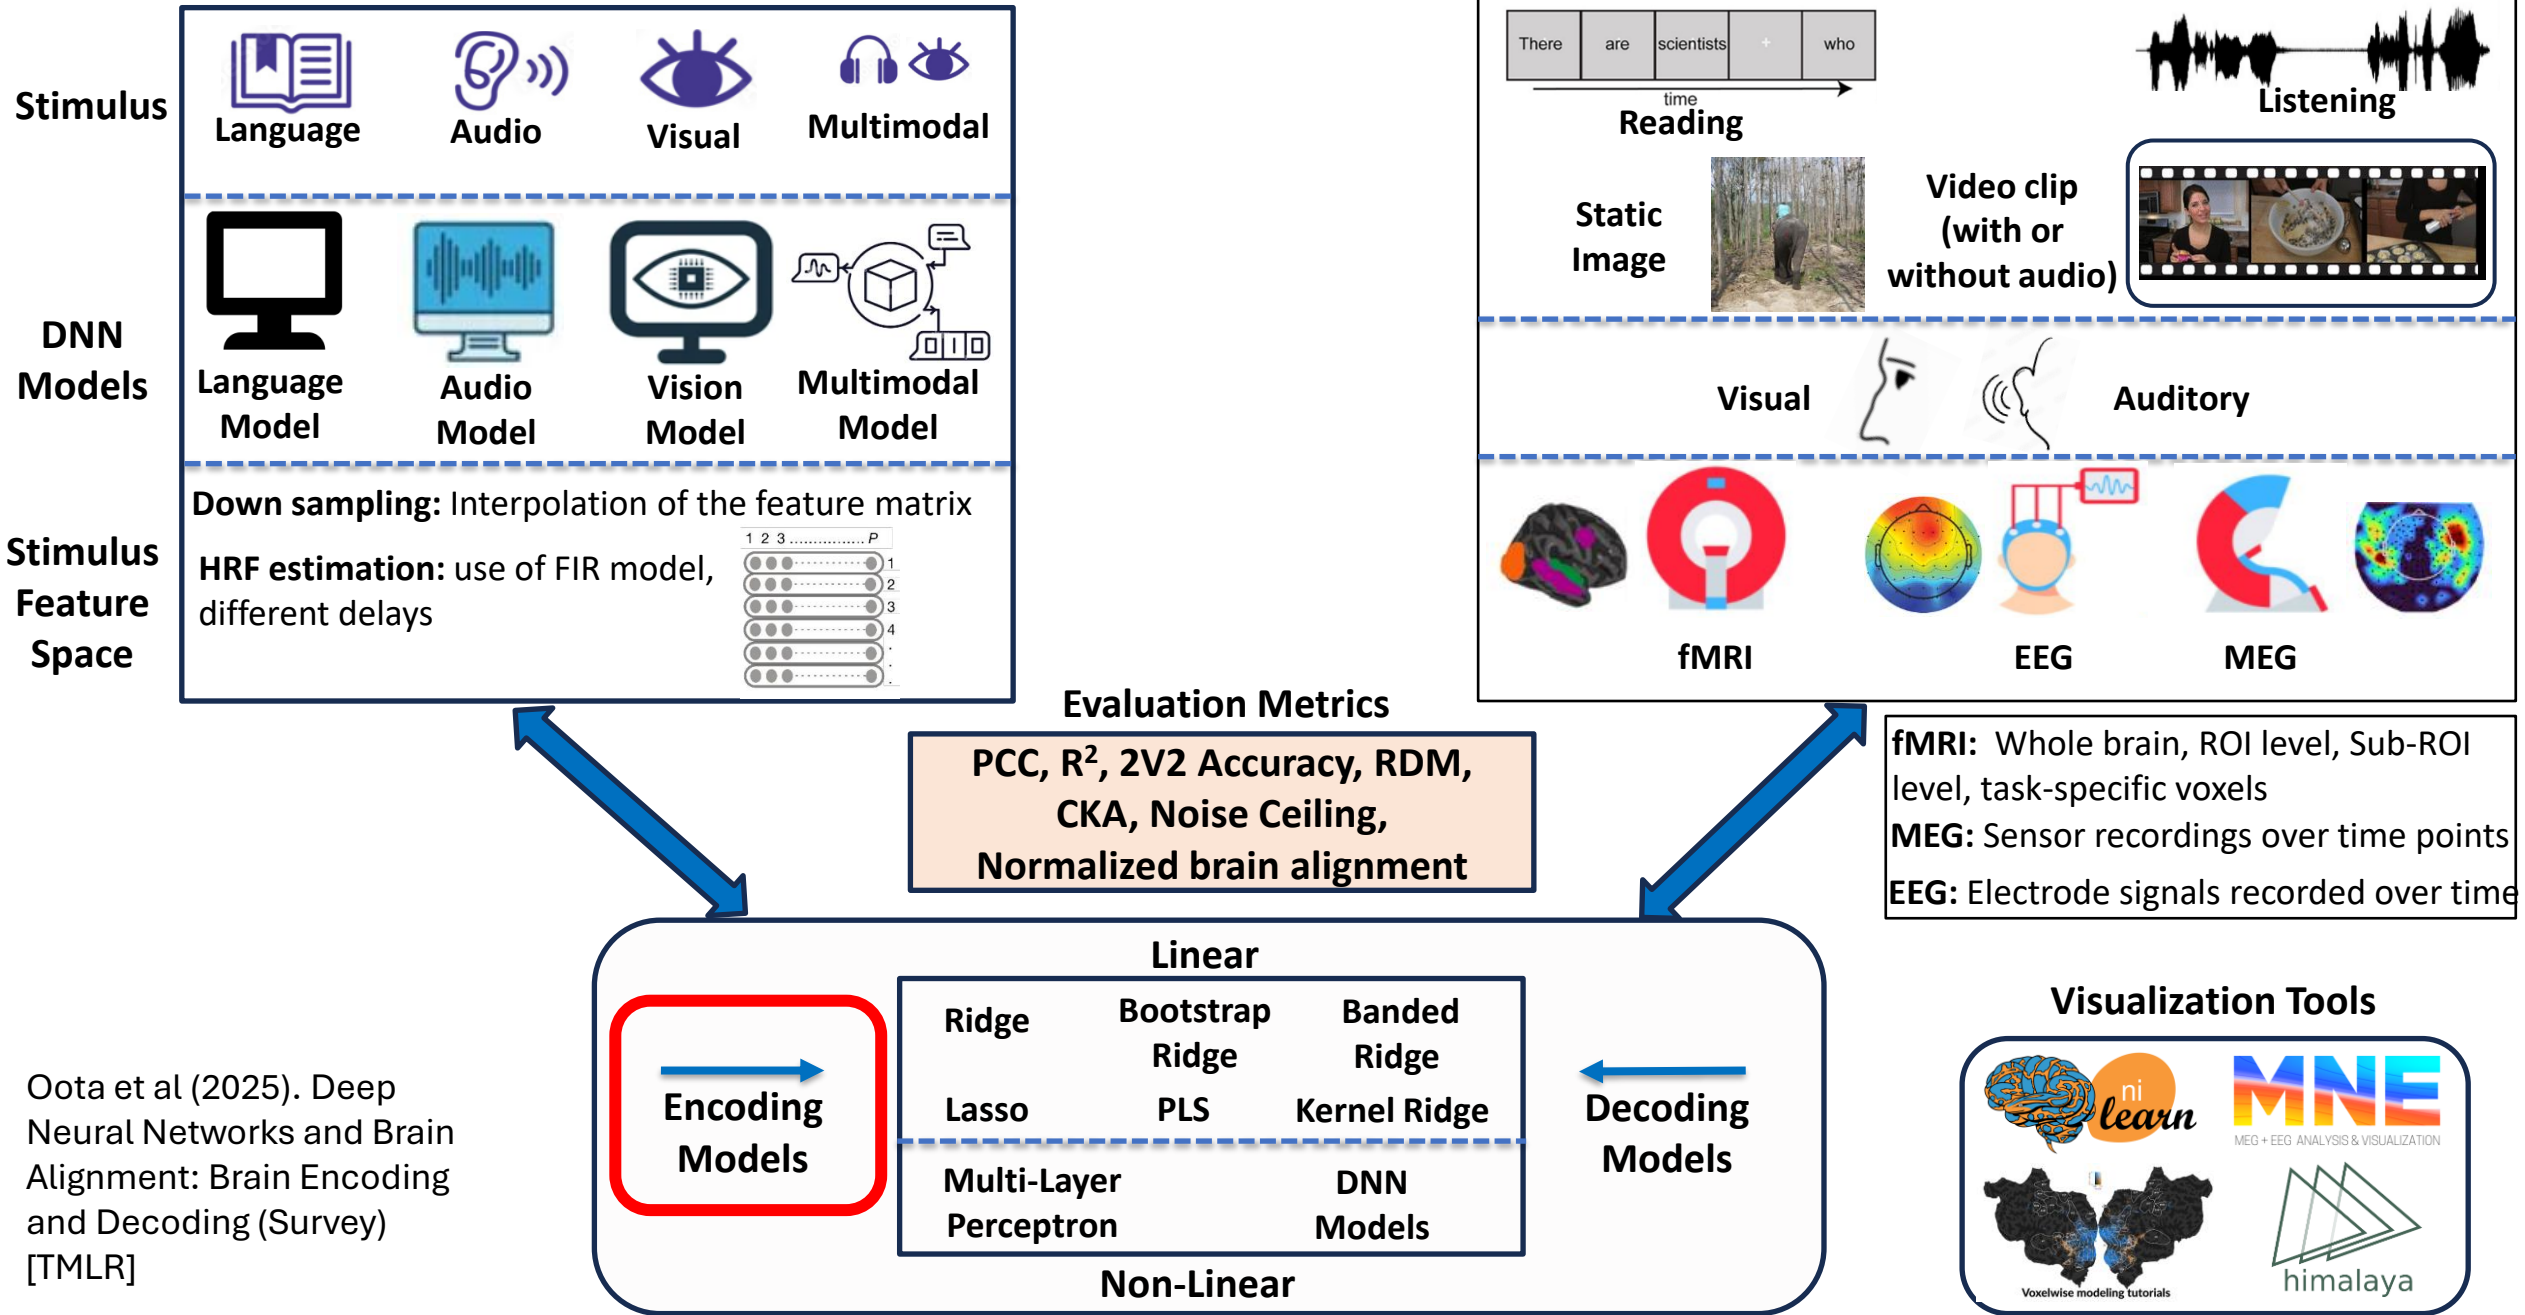 Stimulus
Language
Audio
Visual
Multimodal
DNN
Models
Language
Model
Audio
Model
Vision
Model
Multimodal
Model
Stimulus
Feature
Space
Down sampling: Interpolation of the feature matrix
HRF estimation: use of FIR model,
different delays
1 2 3 ................ P
1
2
3
4
.
.
There are scientists + who
time
Reading
Listening
Static
Image
Video clip
(with or
without audio)
Visual
Auditory
fMRI
EEG
MEG
Evaluation Metrics
PCC, R², 2V2 Accuracy, RDM,
CKA, Noise Ceiling,
Normalized brain alignment
fMRI: Whole brain, ROI level, Sub-ROI
level, task-specific voxels
MEG: Sensor recordings over time points
EEG: Electrode signals recorded over time
Linear
Encoding
Models
Ridge
Bootstrap
Ridge
Banded
Ridge
Lasso
PLS
Kernel Ridge
Multi-Layer
Perceptron
DNN
Models
Non-Linear
Decoding
Models
Visualization Tools
ni
learn
MNE
MEG + EEG ANALYSIS & VISUALIZATION
Voxelwise modeling tutorials
himalaya
Oota et al (2025). Deep
Neural Networks and Brain
Alignment: Brain Encoding
and Decoding (Survey)
[TMLR]